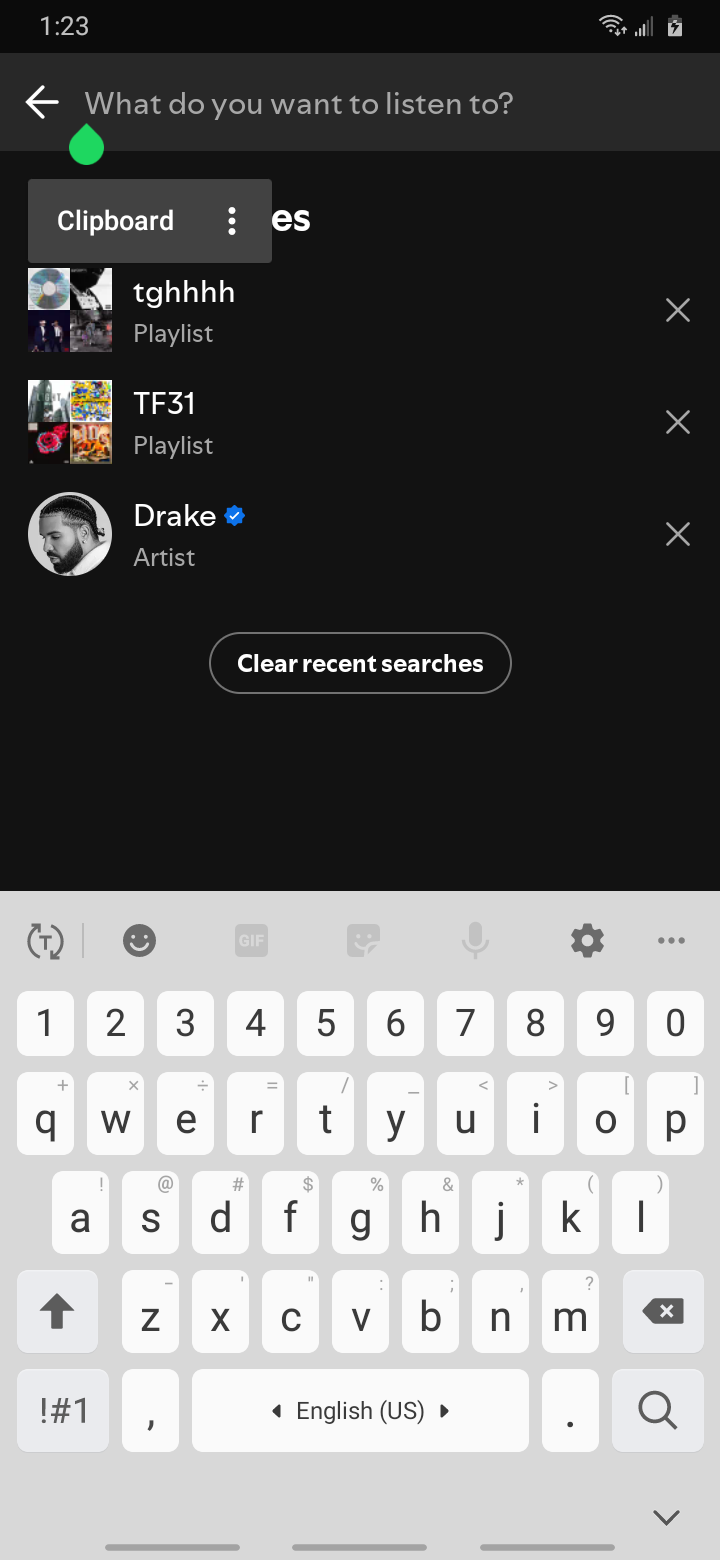 1:23
What do you want to listen to?
Clipboard
es
tghhhh
Playlist
TF31
Playlist
Drake
Artist
Clear recent searches
T
GIF
1 2 3 4 5 6 7 8 9 0
+ × ÷ = / _ < > [ ]
q w e r t y u i o p
! @ # $ % & * ( )
a s d f g h j k l
- ' " : ; , ?
z x c v b n m
!#1 , English (US) .